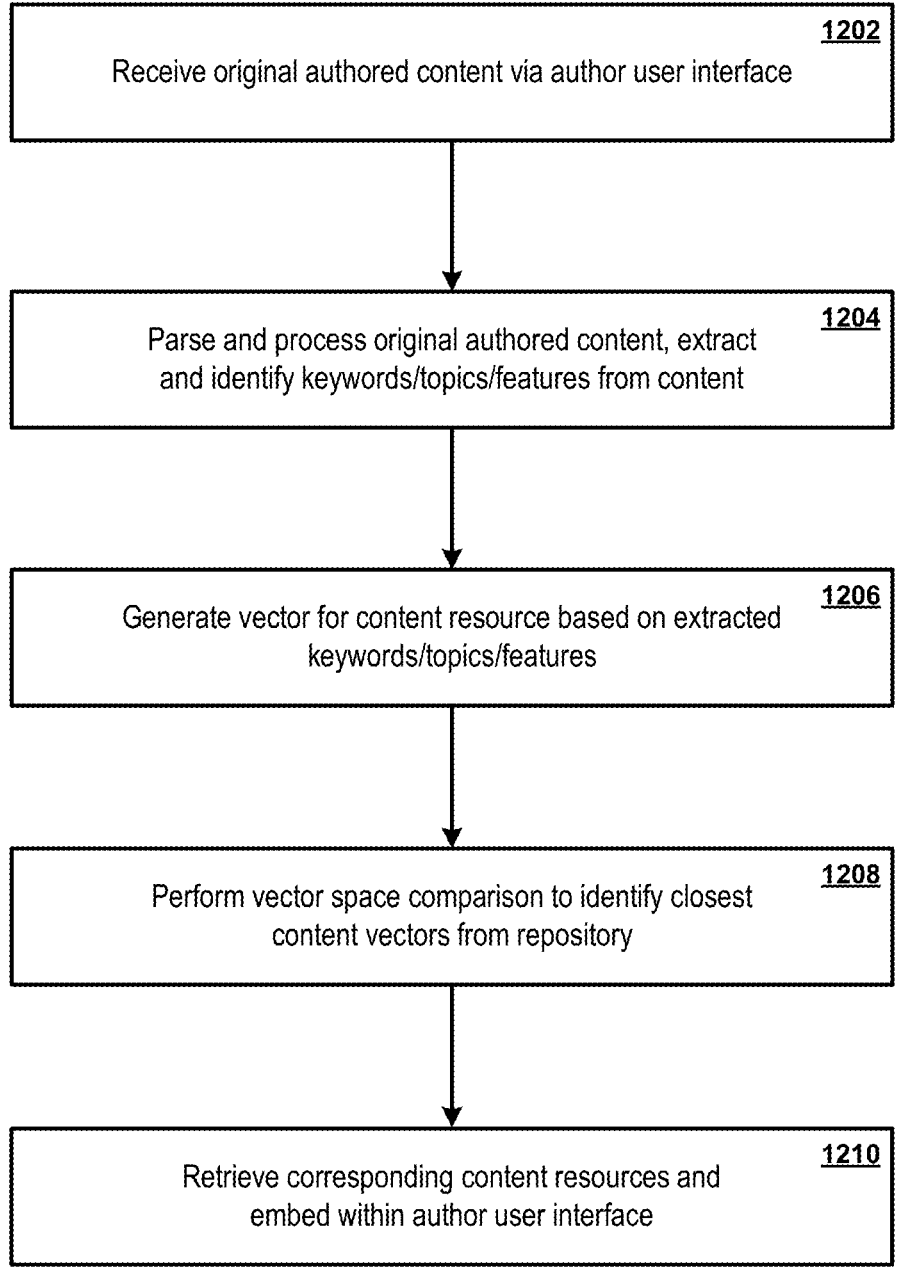 1202
Receive original authored content via author user interface
1204
Parse and process original authored content, extract
and identify keywords/topics/features from content
1206
Generate vector for content resource based on extracted
keywords/topics/features
1208
Perform vector space comparison to identify closest
content vectors from repository
1210
Retrieve corresponding content resources and
embed within author user interface